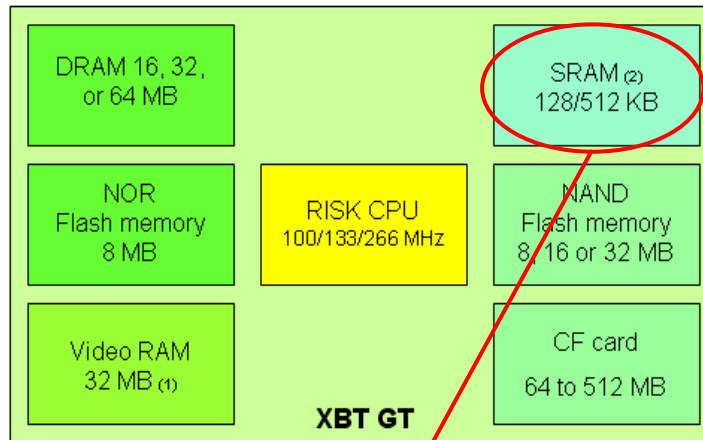 DRAM 16, 32,
or 64 MB
SRAM (2)
128/512 KB
NOR
Flash memory
8 MB
RISK CPU
100/133/266 MHz
NAND
Flash memory
8, 16 or 32 MB
Video RAM
32 MB (1)
CF card
64 to 512 MB
XBT GT